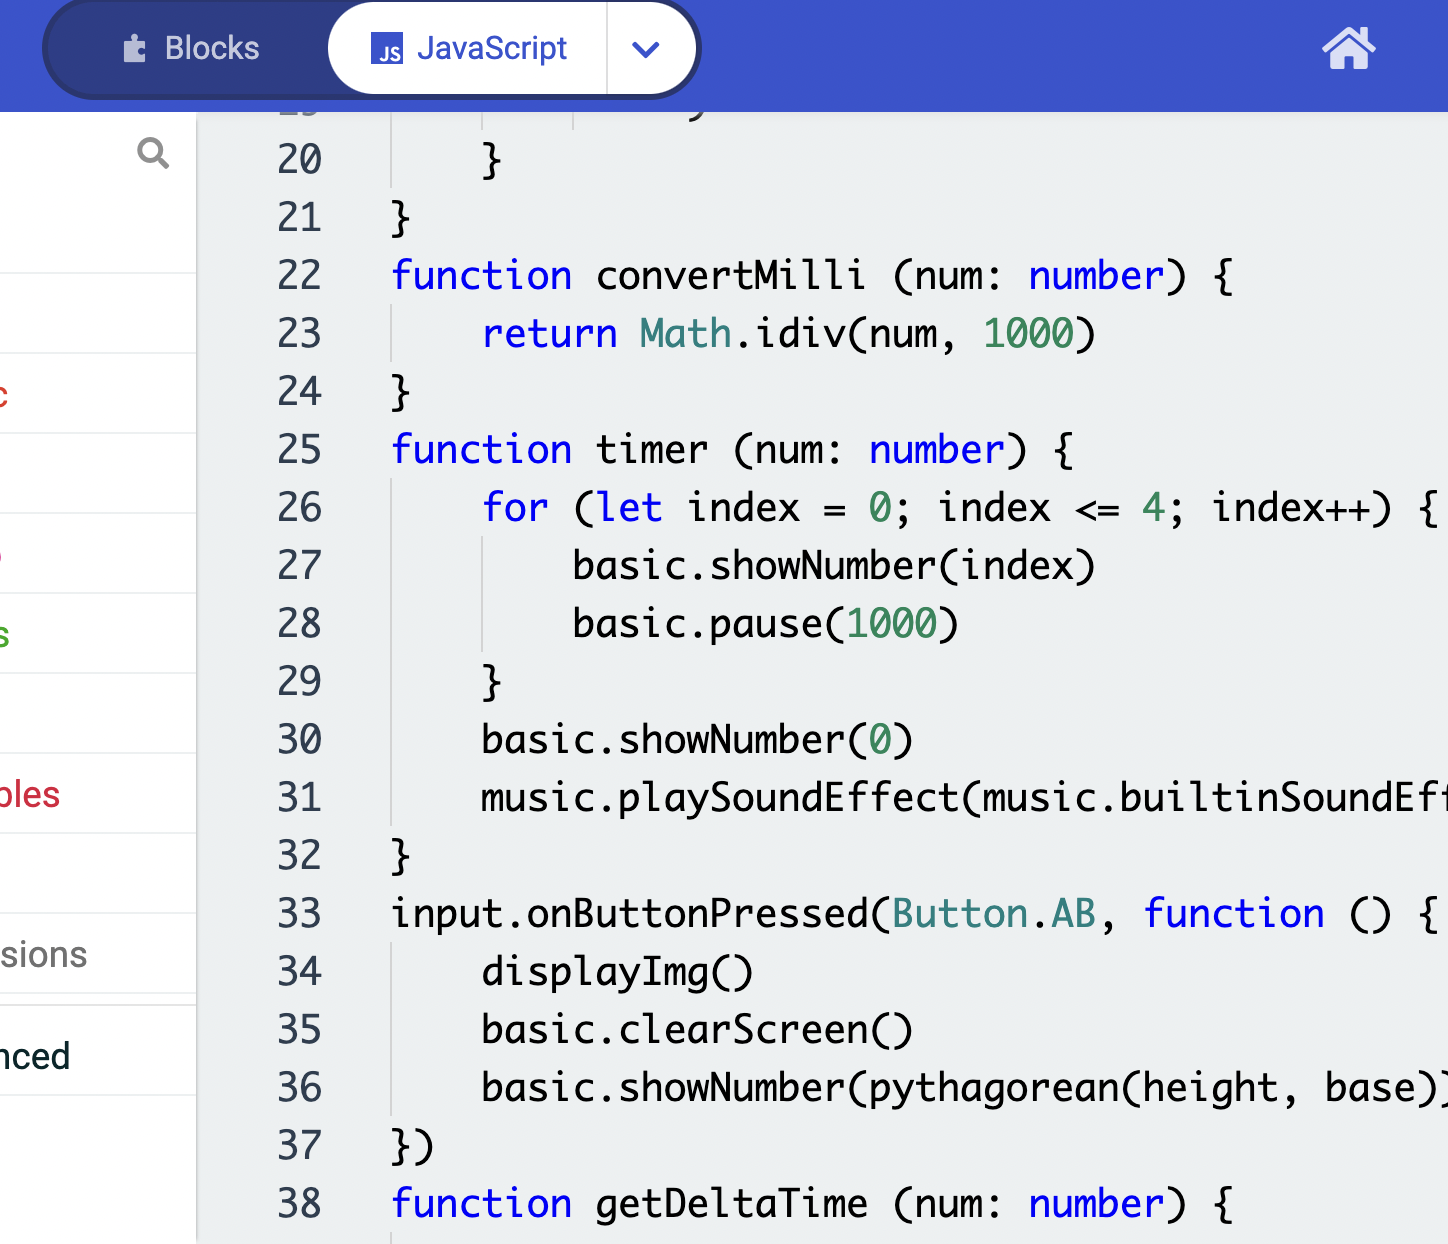 Blocks
JS JavaScript
20 }
21 }
22 function convertMilli (num: number) {
23 return Math.idiv(num, 1000)
24 }
25 function timer (num: number) {
26 for (let index = 0; index <= 4; index++) {
27 basic.showNumber(index)
28 basic.pause(1000)
29 }
30 basic.showNumber(0)
31 music.playSoundEffect(music.builtinSoundEff
32 }
33 input.onButtonPressed(Button.AB, function () {
34 displayImg()
35 basic.clearScreen()
36 basic.showNumber(pythagorean(height, base))
37 })
38 function getDeltaTime (num: number) {
c
s
bles
sions
nced